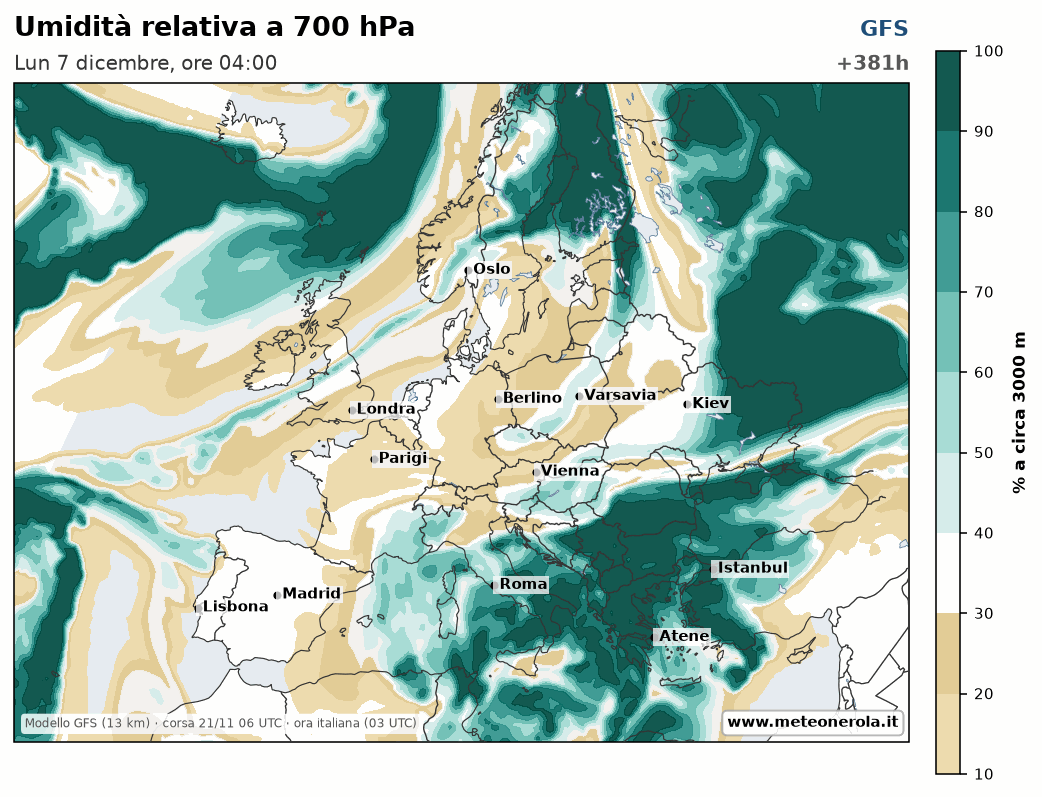 Umidità relativa a 700 hPa
GFS
Lun 7 dicembre, ore 04:00
+381h
100
90
80
70
60
50
40
30
20
10
% a circa 3000 m
Oslo
Berlino
Varsavia
Kiev
Londra
Parigi
Vienna
Istanbul
Roma
Madrid
Lisbona
Atene
Modello GFS (13 km) · corsa 21/11 06 UTC · ora italiana (03 UTC)
www.meteonerola.it